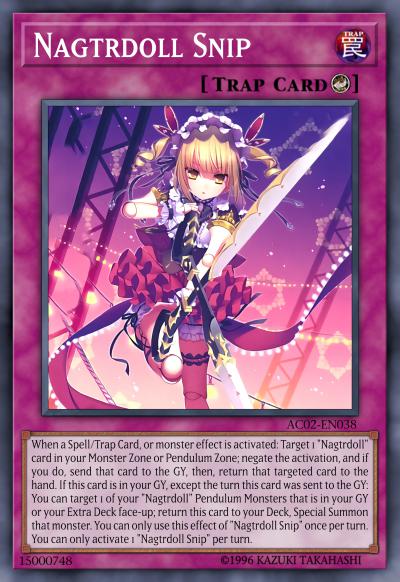 NAGTRDOLL SNIP
TRAP
罠
[TRAP CARD ]
AC02-EN038
When a Spell/Trap Card, or monster effect is activated: Target 1 "Nagtrdoll"
card in your Monster Zone or Pendulum Zone; negate the activation, and if
you do, send that card to the GY, then, return that targeted card to the
hand. If this card is in your GY, except the turn this card was sent to the GY:
You can target 1 of your "Nagtrdoll" Pendulum Monsters that is in your GY
or your Extra Deck face-up; return this card to your Deck, Special Summon
that monster. You can only use this effect of "Nagtrdoll Snip" once per turn.
You can only activate 1 "Nagtrdoll Snip" per turn.
15000748
©1996 KAZUKI TAKAHASHI